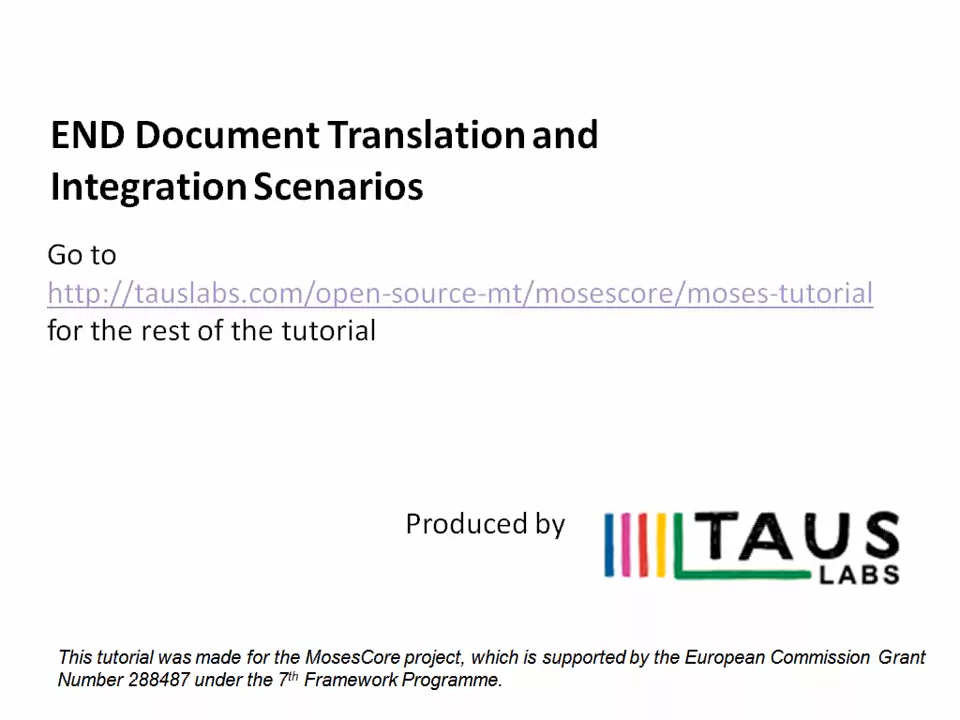 END Document Translation and
Integration Scenarios
Go to
http://tauslabs.com/open-source-mt/mosescore/moses-tutorial
for the rest of the tutorial
Produced by
TAUS
LABS
This tutorial was made for the MosesCore project, which is supported by the European Commission Grant
Number 288487 under the 7th Framework Programme.